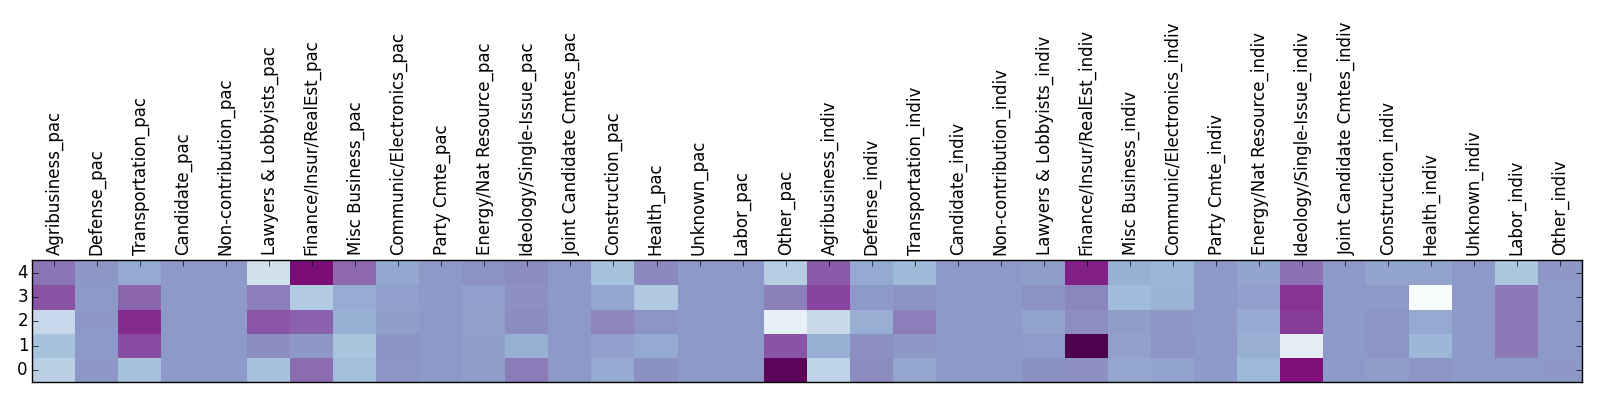 Agribusiness_pac
Defense_pac
Transportation_pac
Candidate_pac
Non-contribution_pac
Lawyers & Lobbyists_pac
Finance/Insur/RealEst_pac
Misc Business_pac
Communic/Electronics_pac
Party Cmte_pac
Energy/Nat Resource_pac
Ideology/Single-Issue_pac
Joint Candidate Cmtes_pac
Construction_pac
Health_pac
Unknown_pac
Labor_pac
Other_pac
Agribusiness_indiv
Defense_indiv
Transportation_indiv
Candidate_indiv
Non-contribution_indiv
Lawyers & Lobbyists_indiv
Finance/Insur/RealEst_indiv
Misc Business_indiv
Communic/Electronics_indiv
Party Cmte_indiv
Energy/Nat Resource_indiv
Ideology/Single-Issue_indiv
Joint Candidate Cmtes_indiv
Construction_indiv
Health_indiv
Unknown_indiv
Labor_indiv
Other_indiv
4
3
2
1
0